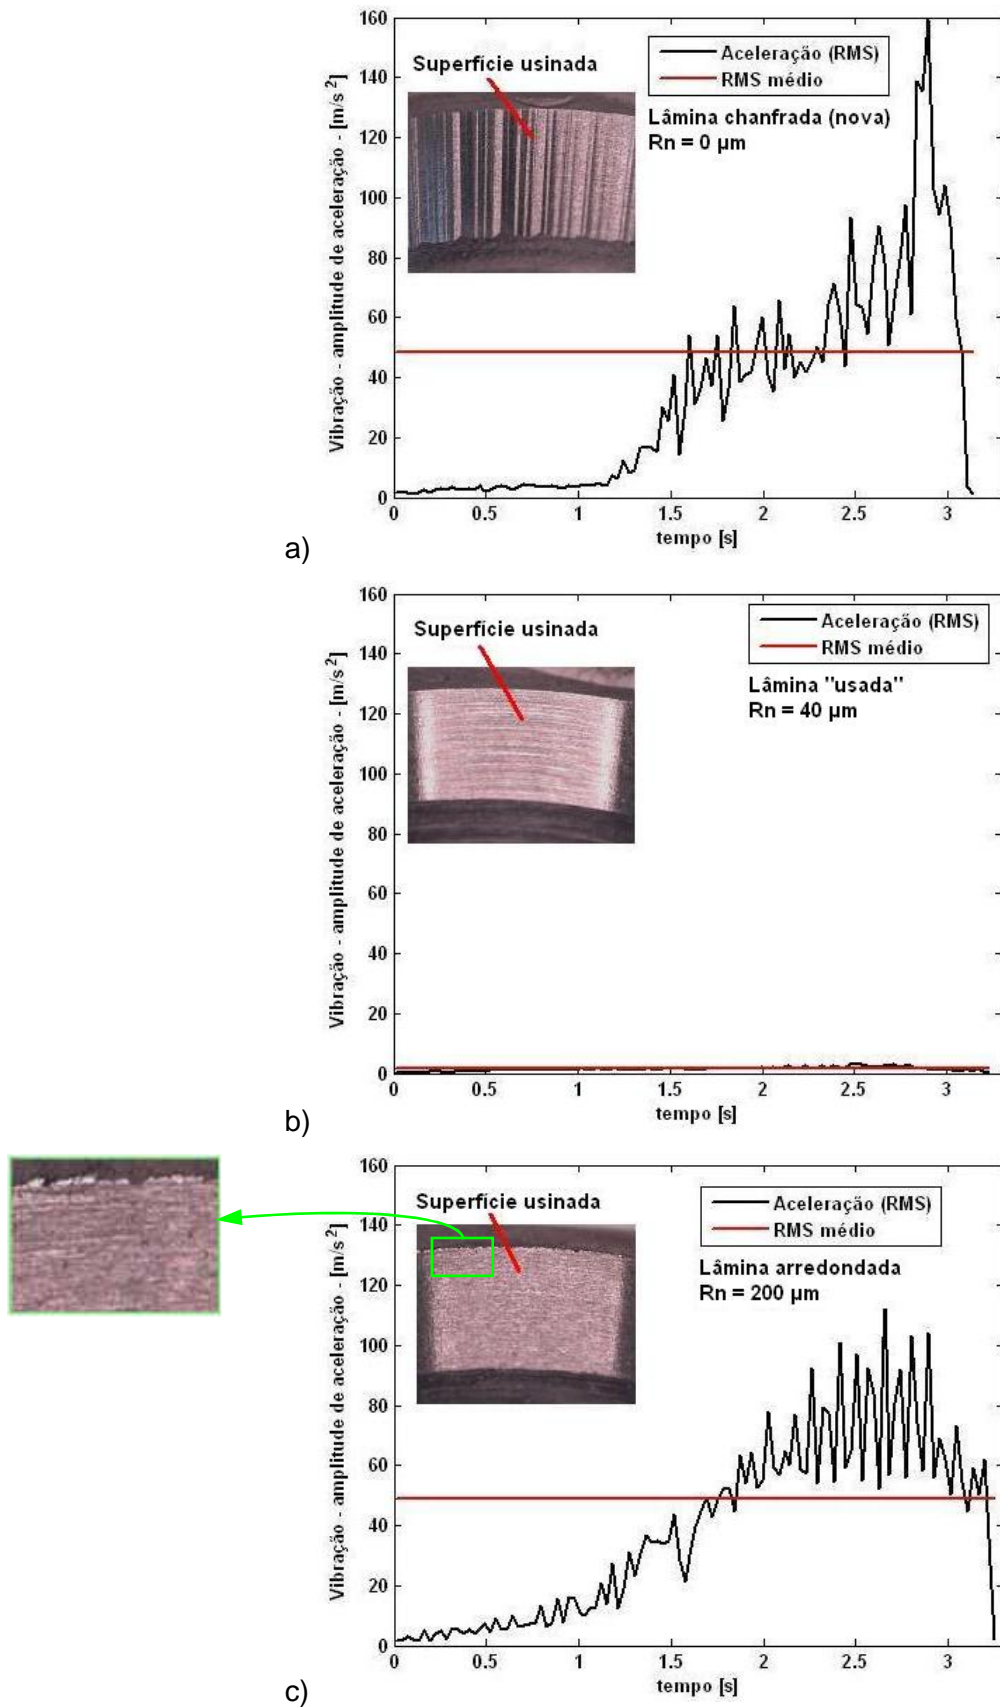 160
140
120
100
80
60
40
20
0
Vibração - amplitude de aceleração - [m/s²]
Superfície usinada
Aceleração (RMS)
RMS médio
Lâmina chanfrada (nova)
Rn = 0 µm
0 0.5 1 1.5 2 2.5 3
tempo [s]
a)
160
140
120
100
80
60
40
20
0
Vibração - amplitude de aceleração - [m/s²]
Superfície usinada
Aceleração (RMS)
RMS médio
Lâmina "usada"
Rn = 40 µm
0 0.5 1 1.5 2 2.5 3
tempo [s]
b)
160
140
120
100
80
60
40
20
0
Vibração - amplitude de aceleração - [m/s²]
Superfície usinada
Aceleração (RMS)
RMS médio
Lâmina arredondada
Rn = 200 µm
0 0.5 1 1.5 2 2.5 3
tempo [s]
c)